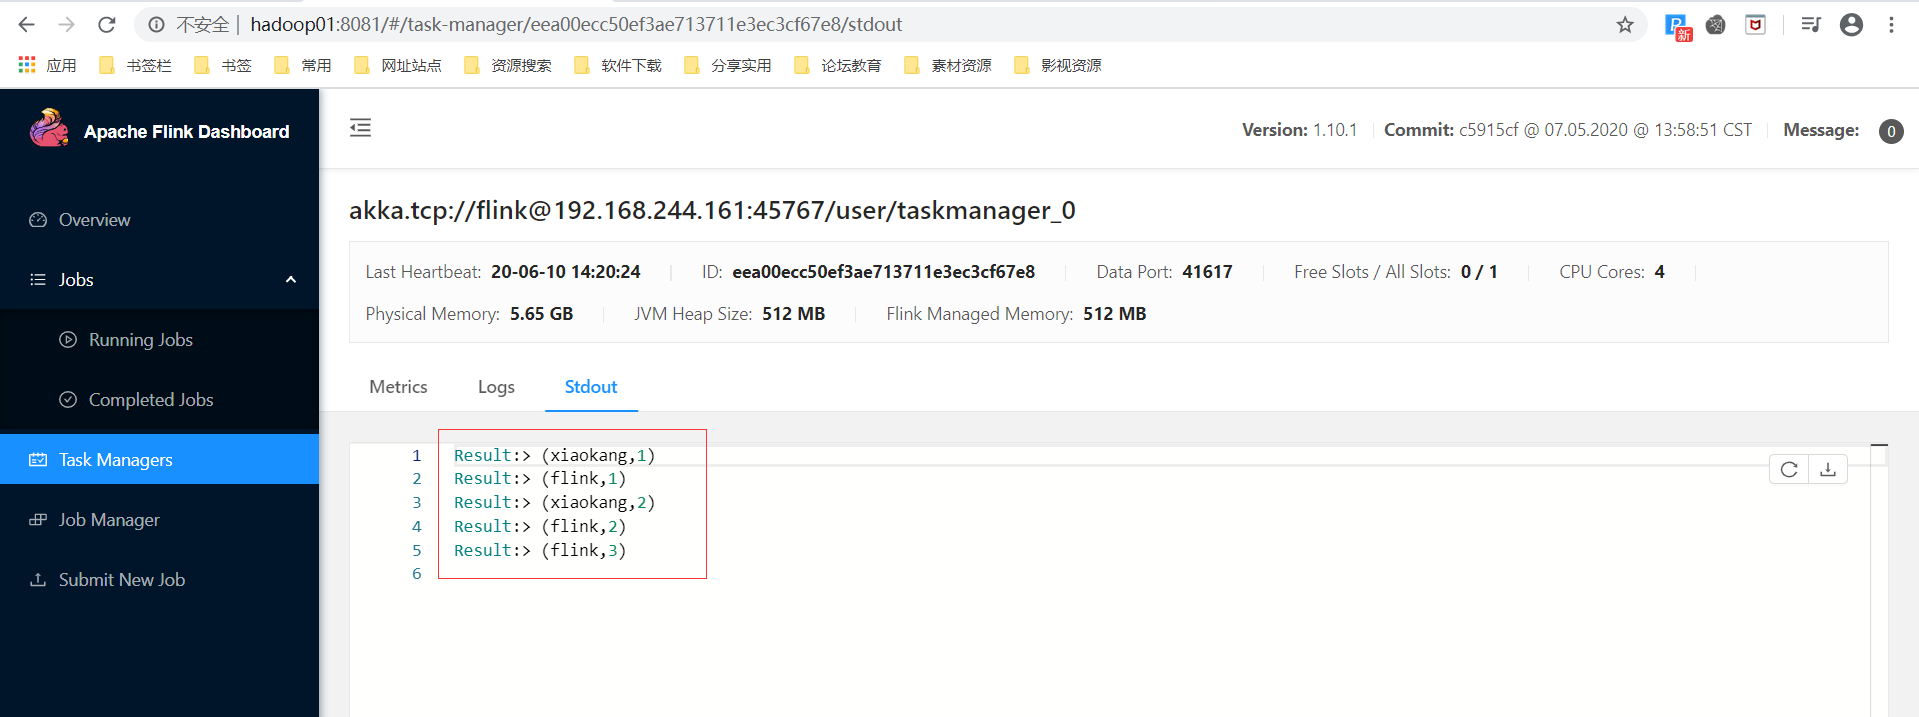 不安全 | hadoop01:8081/#/task-manager/eea00ecc50ef3ae713711e3ec3cf67e8/stdout
新
应用 书签栏 书签 常用 网址站点 资源搜索 软件下载 分享实用 论坛教育 素材资源 影视资源
Apache Flink Dashboard
Version: 1.10.1 Commit: c5915cf @ 07.05.2020 @ 13:58:51 CST Message: 0
Overview
Jobs
Running Jobs
Completed Jobs
Task Managers
Job Manager
Submit New Job
akka.tcp://flink@192.168.244.161:45767/user/taskmanager_0
Last Heartbeat: 20-06-10 14:20:24 ID: eea00ecc50ef3ae713711e3ec3cf67e8 Data Port: 41617 Free Slots / All Slots: 0 / 1 CPU Cores: 4
Physical Memory: 5.65 GB JVM Heap Size: 512 MB Flink Managed Memory: 512 MB
Metrics Logs Stdout
1 Result:> (xiaokang,1)
2 Result:> (flink,1)
3 Result:> (xiaokang,2)
4 Result:> (flink,2)
5 Result:> (flink,3)
6